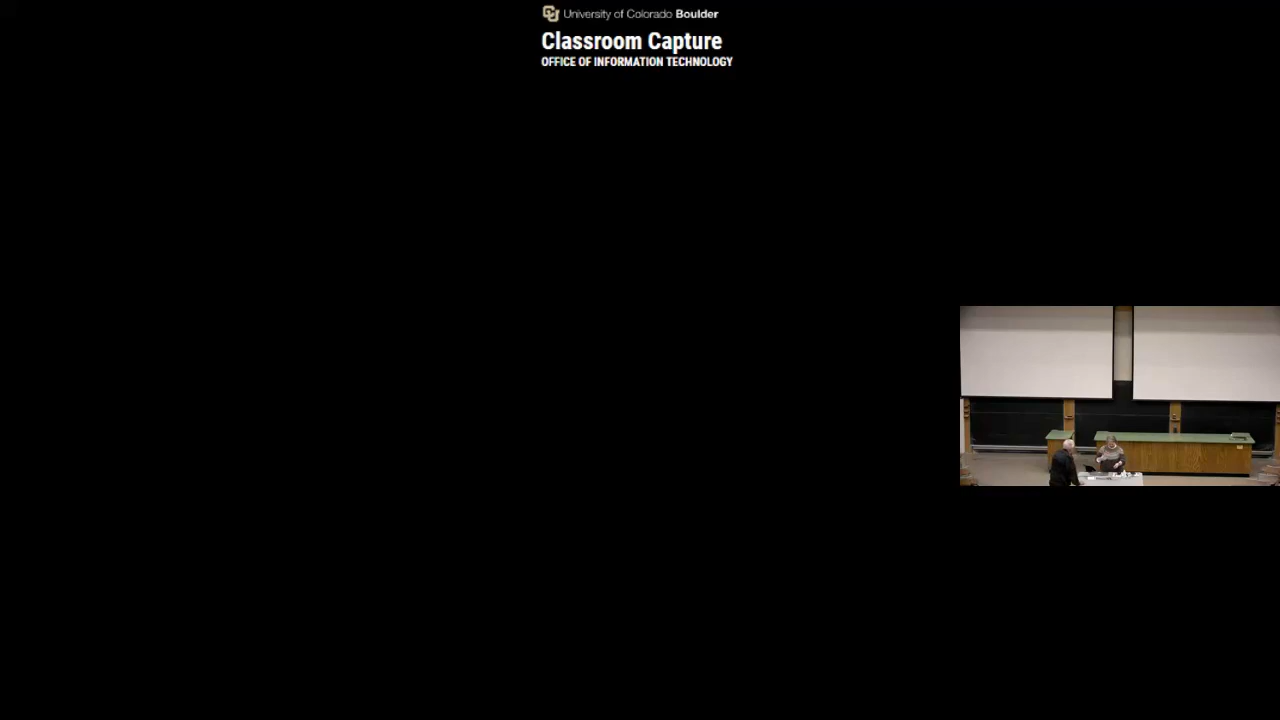 University of Colorado Boulder
Classroom Capture
OFFICE OF INFORMATION TECHNOLOGY